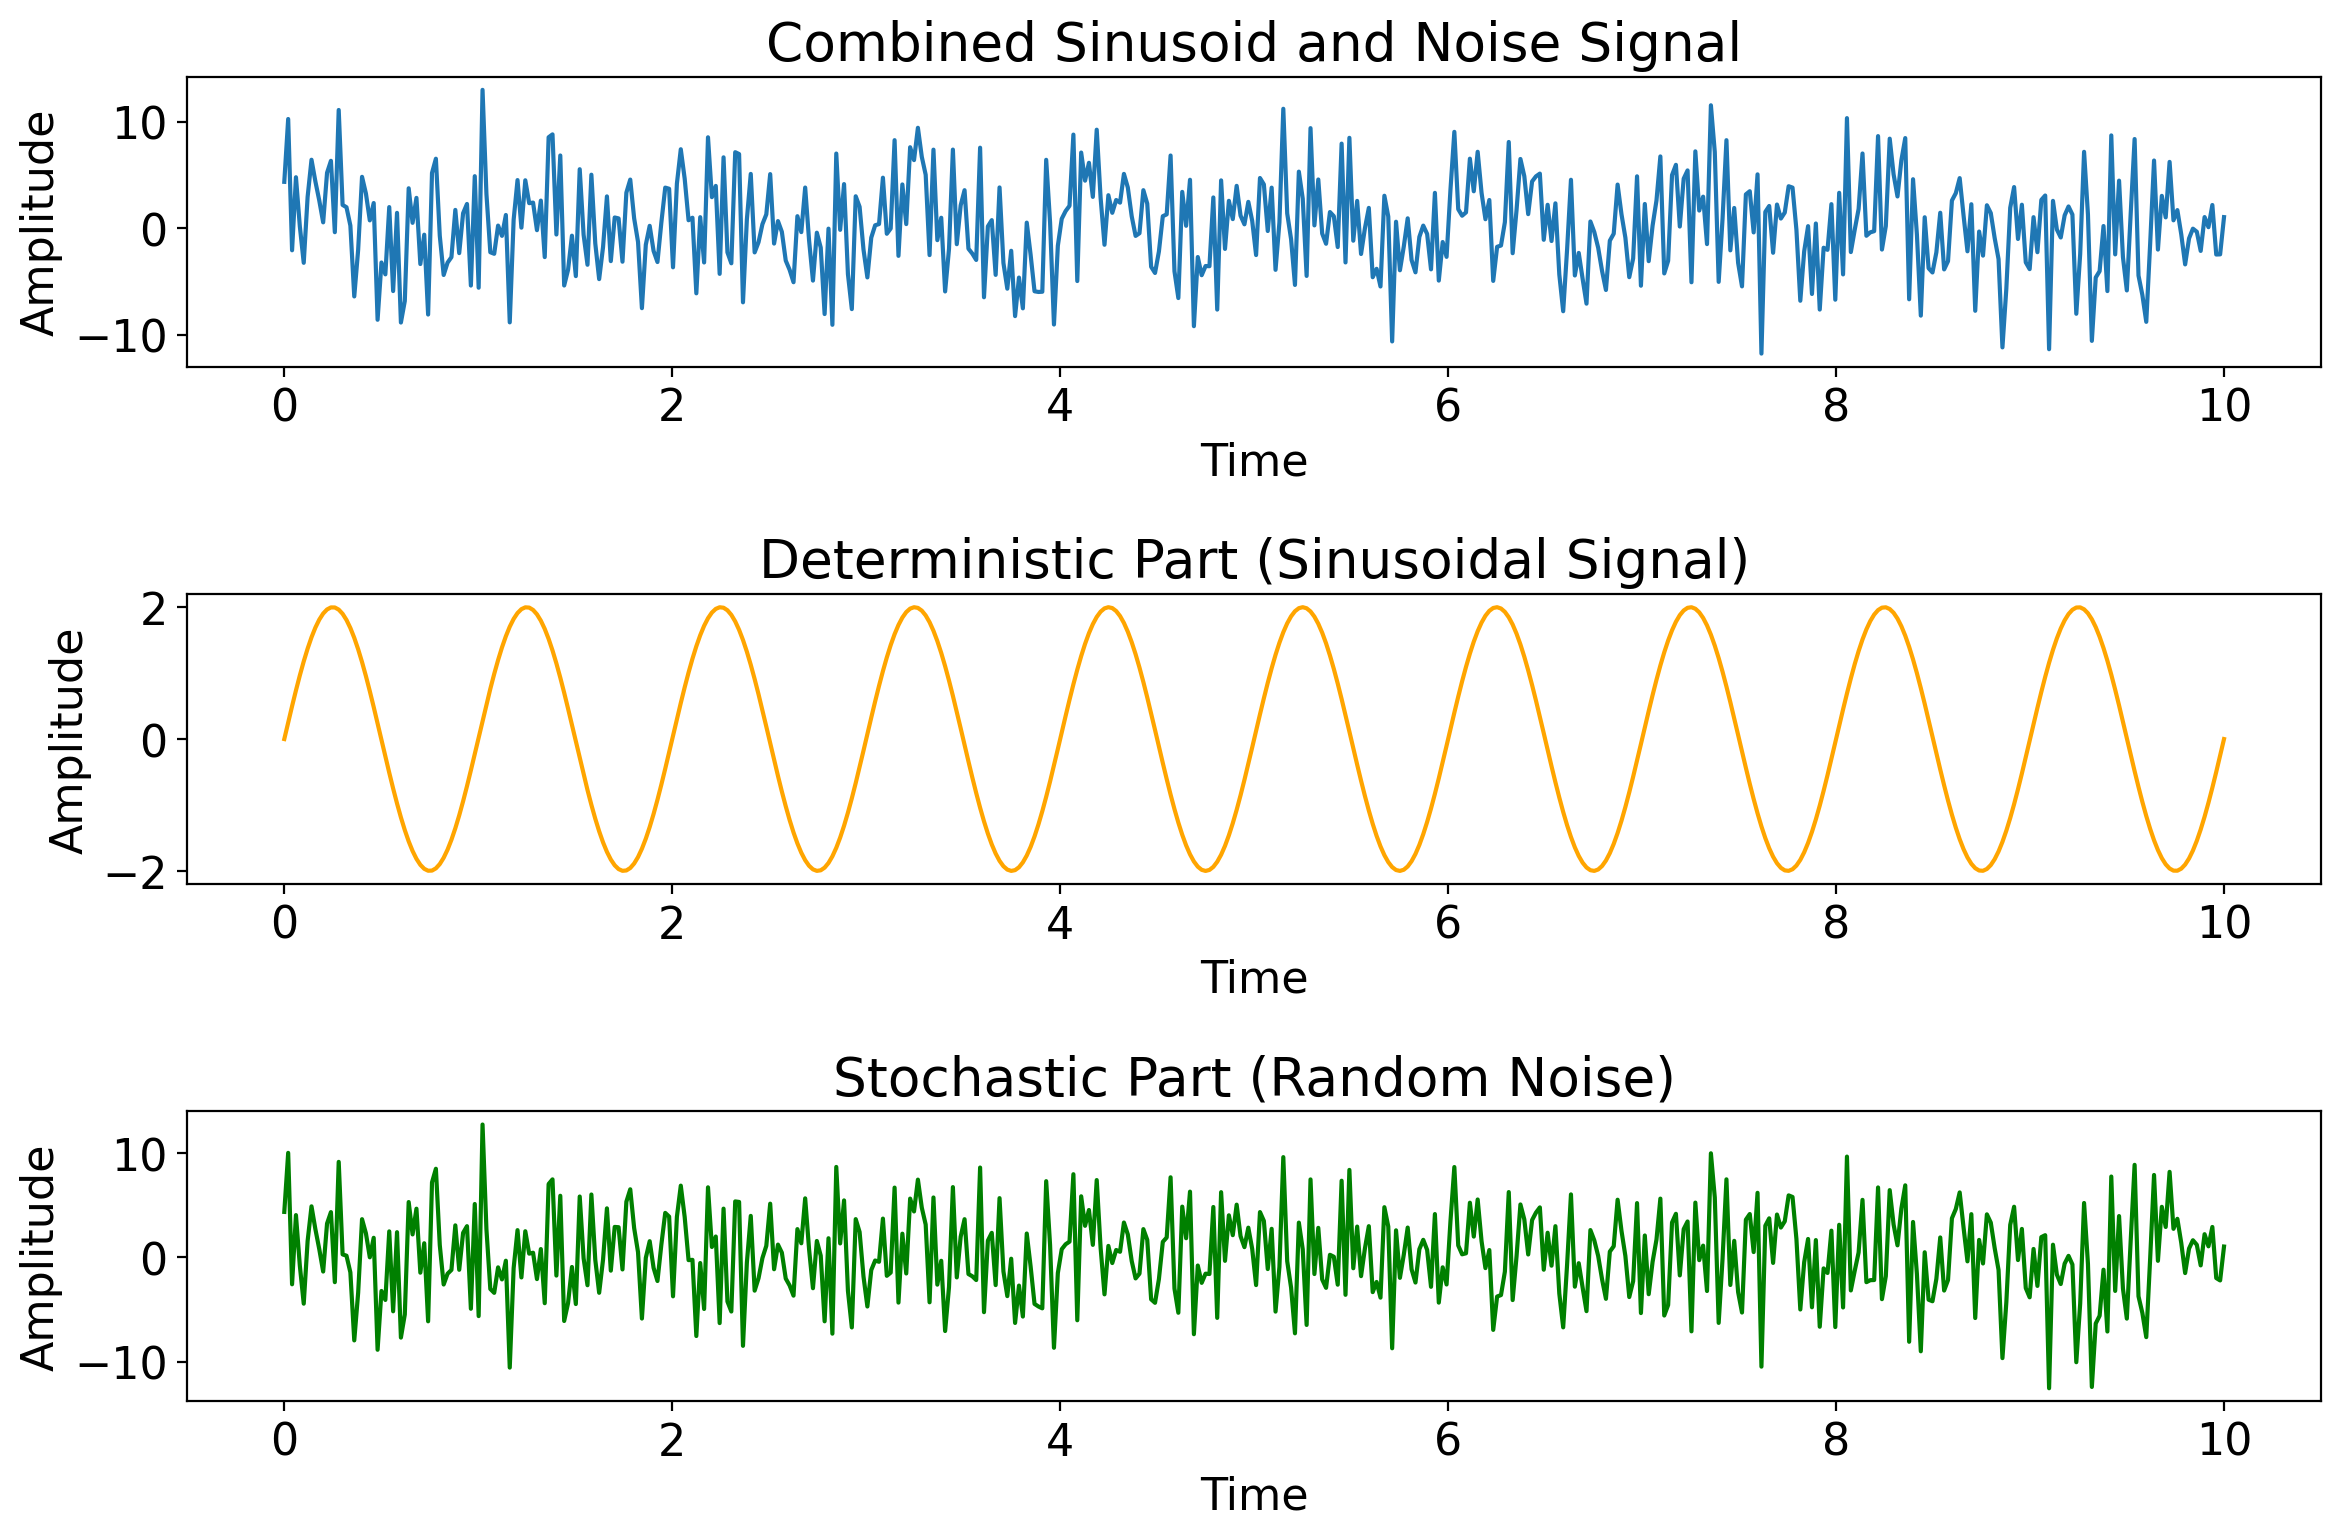 Combined Sinusoid and Noise Signal
Amplitude
10
0
−10
0 2 4 6 8 10
Time
Deterministic Part (Sinusoidal Signal)
Amplitude
2
0
−2
0 2 4 6 8 10
Time
Stochastic Part (Random Noise)
Amplitude
10
0
−10
0 2 4 6 8 10
Time